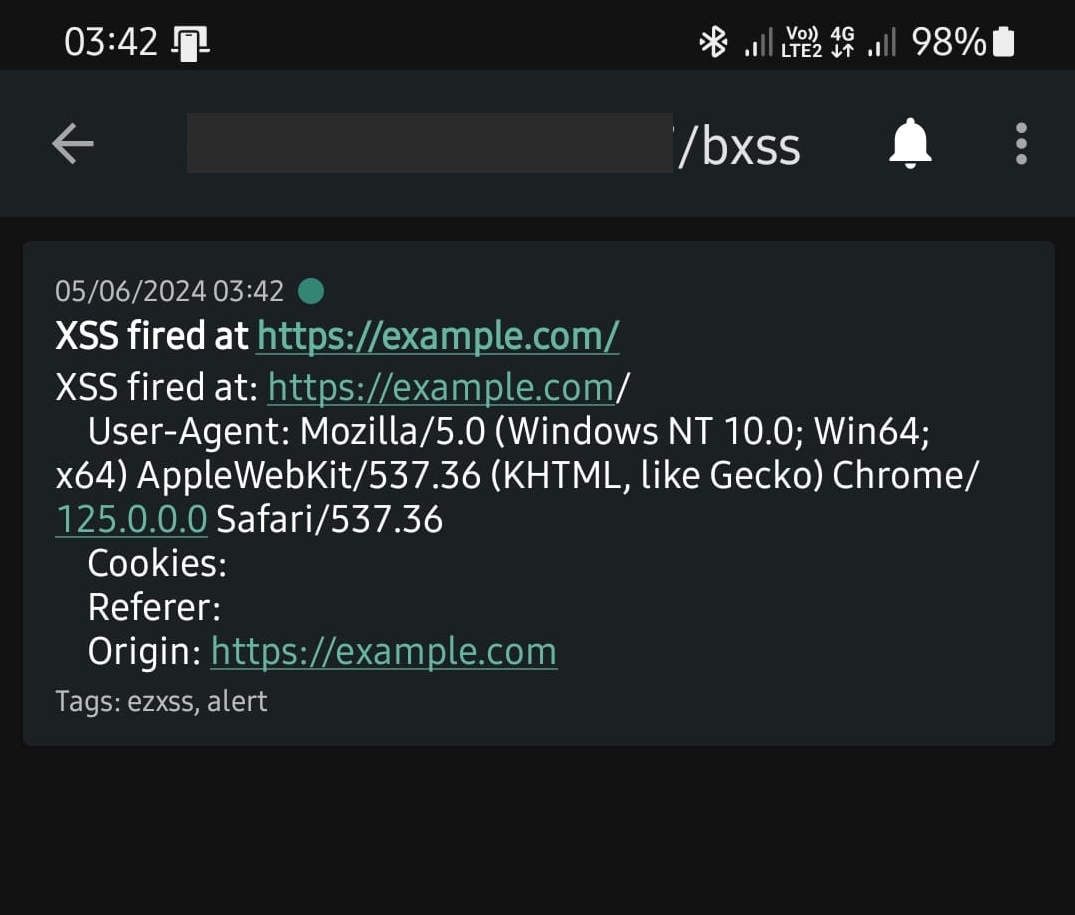 03:42 Vo)) LTE2 4G 98%
/bxss
05/06/2024 03:42
XSS fired at https://example.com/
XSS fired at: https://example.com/
User-Agent: Mozilla/5.0 (Windows NT 10.0; Win64;
x64) AppleWebKit/537.36 (KHTML, like Gecko) Chrome/
125.0.0.0 Safari/537.36
Cookies:
Referer:
Origin: https://example.com
Tags: ezxss, alert